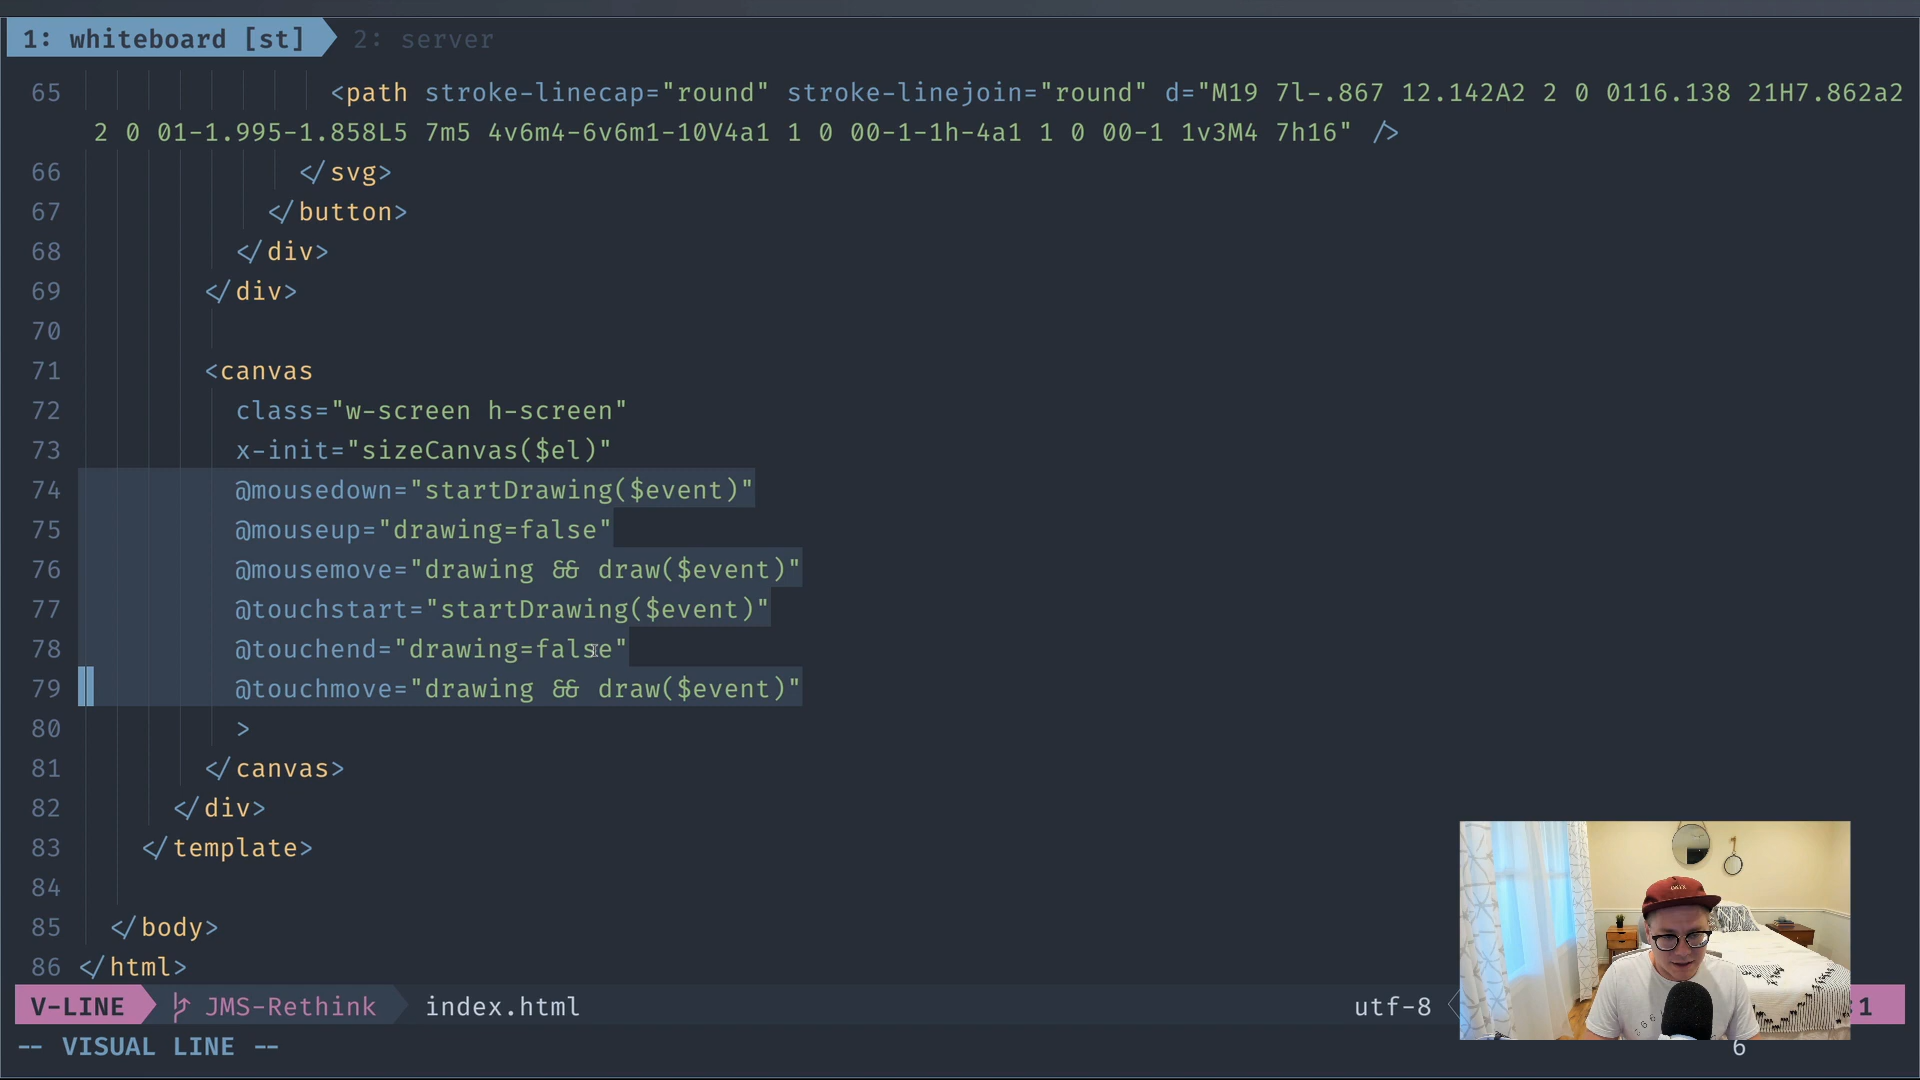 1: whiteboard [st] 2: server
65 <path stroke-linecap="round" stroke-linejoin="round" d="M19 7l-.867 12.142A2 2 0 0116.138 21H7.862a2
2 0 01-1.995-1.858L5 7m5 4v6m4-6v6m1-10V4a1 1 0 00-1-1h-4a1 1 0 00-1 1v3M4 7h16" />
66 </svg>
67 </button>
68 </div>
69 </div>
70
71 <canvas
72 class="w-screen h-screen"
73 x-init="sizeCanvas($el)"
74 @mousedown="startDrawing($event)"
75 @mouseup="drawing=false"
76 @mousemove="drawing && draw($event)"
77 @touchstart="startDrawing($event)"
78 @touchend="drawing=false"
79 @touchmove="drawing && draw($event)"
80 >
81 </canvas>
82 </div>
83 </template>
84
85 </body>
86 </html>
V-LINE JMS-Rethink index.html utf-8 1
-- VISUAL LINE -- 6